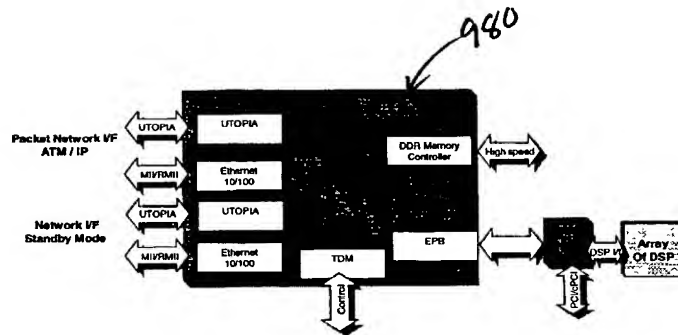 980
Packet Network I/F
ATM / IP
UTOPIA
UTOPIA
MII/RMII
Ethernet
10/100
Network I/F
Standby Mode
UTOPIA
UTOPIA
MII/RMII
Ethernet
10/100
DDR Memory
Controller
High speed
EPB
TDM
Control
DSP I/f
Array
Of DSP
PCI/cPCI